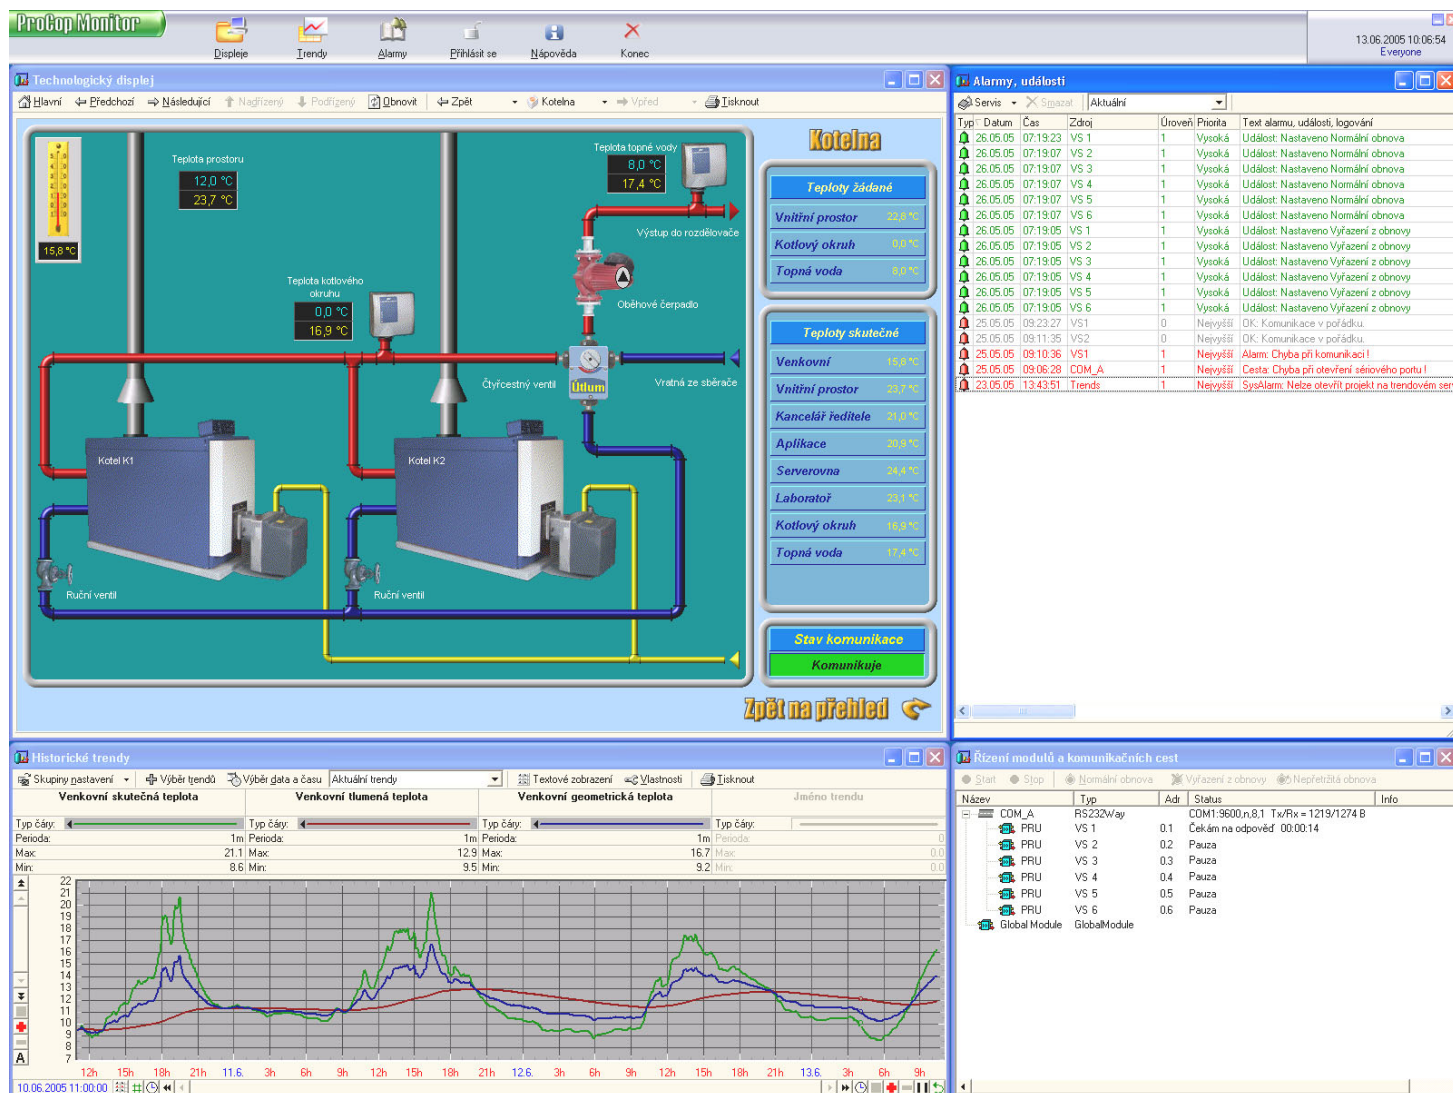 ProCop Monitor
Displeje Trendy Alarmy Přihlásit se Nápověda Konec
13.06.2005 10:06:54
Everyone
Technologický displej
Hlavní Předchozí Následující Nadřízený Podřízený Obnovit Zpět Kotelna Vpřed Tisknout
Kotelna
Teplota prostoru
12,0 °C
23,7 °C
15,8 °C
Teplota topné vody
8,0 °C
17,4 °C
Výstup do rozdělovače
Teplota kotlového
okruhu
0,0 °C
16,9 °C
Oběhové čerpadlo
Čtyřcestný ventil
Útlum
Vratná ze sběrače
Kotel K1
Kotel K2
Ruční ventil
Ruční ventil
Teploty žádané
Vnitřní prostor 22,8 °C
Kotlový okruh 0,0 °C
Topná voda 8,0 °C
Teploty skutečné
Venkovní 15,8 °C
Vnitřní prostor 23,7 °C
Kancelář ředitele 21,0 °C
Aplikace 20,9 °C
Serverovna 24,4 °C
Laboratoř 23,1 °C
Kotlový okruh 16,9 °C
Topná voda 17,4 °C
Stav komunikace
Komunikuje
Zpět na přehled
Alarmy, události
Servis Smazat Aktuální
Typ Datum Čas Zdroj Úroveň Priorita Text alarmu, události, logování
26.05.05 07:19:23 VS 1 1 Vysoká Událost: Nastaveno Normální obnova
26.05.05 07:19:07 VS 2 1 Vysoká Událost: Nastaveno Normální obnova
26.05.05 07:19:07 VS 3 1 Vysoká Událost: Nastaveno Normální obnova
26.05.05 07:19:07 VS 4 1 Vysoká Událost: Nastaveno Normální obnova
26.05.05 07:19:07 VS 5 1 Vysoká Událost: Nastaveno Normální obnova
26.05.05 07:19:07 VS 6 1 Vysoká Událost: Nastaveno Normální obnova
26.05.05 07:19:05 VS 1 1 Vysoká Událost: Nastaveno Vyřazení z obnovy
26.05.05 07:19:05 VS 2 1 Vysoká Událost: Nastaveno Vyřazení z obnovy
26.05.05 07:19:05 VS 3 1 Vysoká Událost: Nastaveno Vyřazení z obnovy
26.05.05 07:19:05 VS 4 1 Vysoká Událost: Nastaveno Vyřazení z obnovy
26.05.05 07:19:05 VS 5 1 Vysoká Událost: Nastaveno Vyřazení z obnovy
26.05.05 07:19:05 VS 6 1 Vysoká Událost: Nastaveno Vyřazení z obnovy
25.05.05 09:23:27 VS1 0 Nejvyšší OK: Komunikace v pořádku.
25.05.05 09:11:35 VS2 0 Nejvyšší OK: Komunikace v pořádku.
25.05.05 09:10:36 VS1 1 Nejvyšší Alarm: Chyba při komunikaci !
25.05.05 09:06:28 COM_A 1 Nejvyšší Cesta: Chyba při otevření sériového portu !
23.05.05 13:43:51 Trends 1 Nejvyšší SysAlarm: Nelze otevřít projekt na trendovém serv
Historické trendy
Skupiny nastavení Výběr trendů Výběr data a času Aktuální trendy Textové zobrazení Vlastnosti Tisknout
Venkovní skutečná teplota Venkovní tlumená teplota Venkovní geometrická teplota Jméno trendu
Typ čáry: Typ čáry: Typ čáry: Typ čáry:
Perioda: 1m Perioda: 1m Perioda: 1m Perioda: 0
Max: 21.1 Max: 12.9 Max: 16.7 Max: 0.0
Min: 8.6 Min: 9.5 Min: 9.2 Min: 0.0
22
21
20
19
18
17
16
15
14
13
12
11
10
9
8
7
A
12h 15h 18h 21h 11.6. 3h 6h 9h 12h 15h 18h 21h 12.6. 3h 6h 9h 12h 15h 18h 21h 13.6. 3h 6h 9h
10.06.2005 11:00:00
Řízení modulů a komunikačních cest
Start Stop Normální obnova Vyřazení z obnovy Nepřetržitá obnova
Název Typ Adr Status Info
COM_A RS232Way COM1:9600,n,8,1 Tx/Rx = 1219/1274 B
PRU VS 1 0.1 Čekám na odpověď 00:00:14
PRU VS 2 0.2 Pauza
PRU VS 3 0.3 Pauza
PRU VS 4 0.4 Pauza
PRU VS 5 0.5 Pauza
PRU VS 6 0.6 Pauza
Global Module GlobalModule